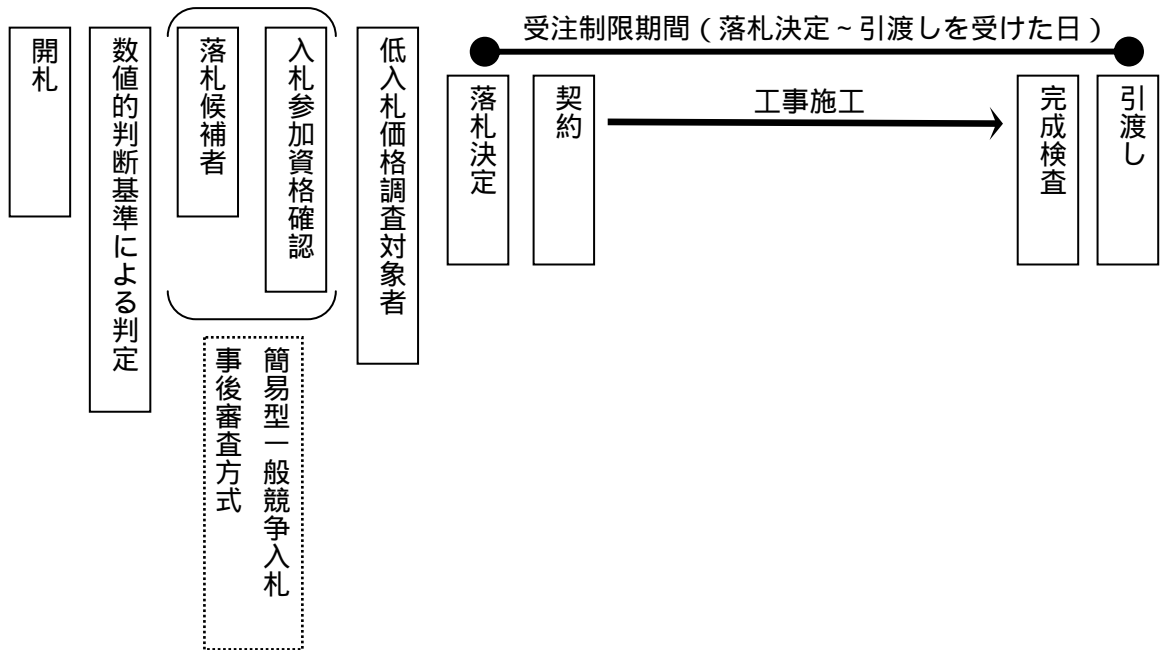 受注制限期間（落札決定～引渡しを受けた日）
開札
数値的判断基準による判定
落札候補者
入札参加資格確認
低入札価格調査対象者
落札決定
契約
工事施工
完成検査
引渡し
簡易型一般競争入札
事後審査方式